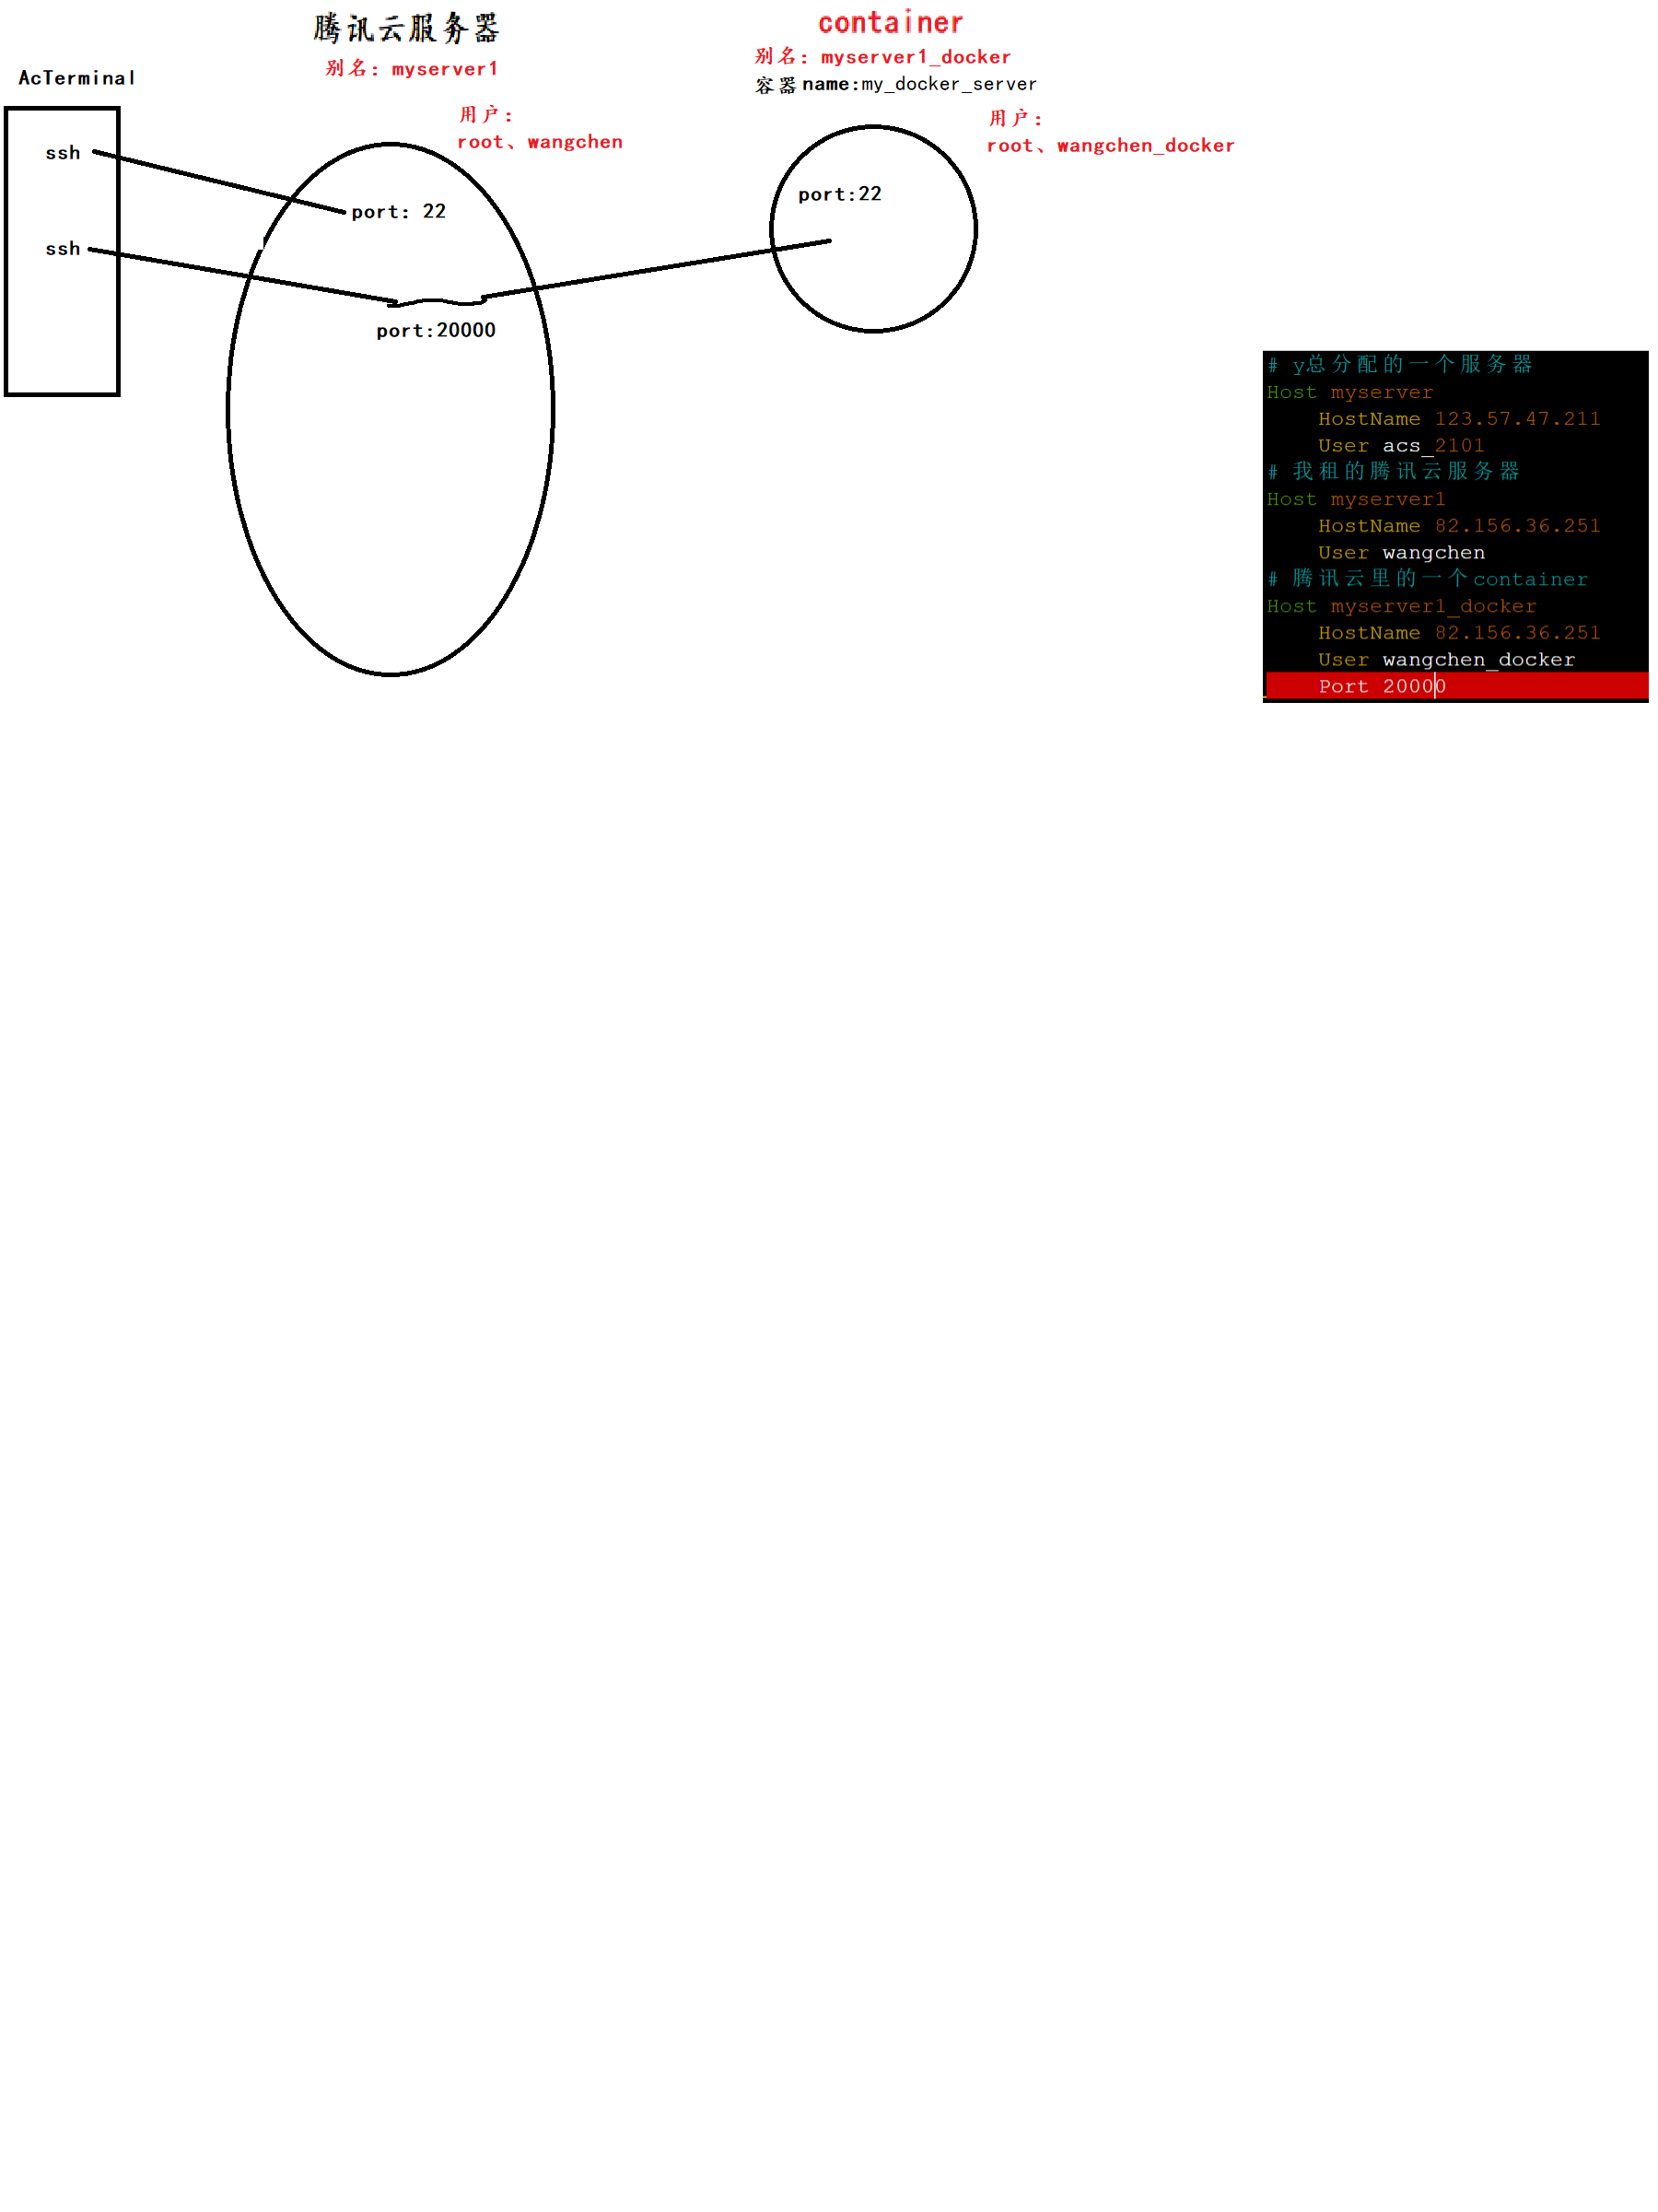 AcTerminal
ssh
ssh
腾讯云服务器
别名: myserver1
用户:
root、wangchen
port: 22
port:20000
container
别名: myserver1_docker
容器name:my_docker_server
用户:
root、wangchen_docker
port:22
# y总分配的一个服务器
Host myserver
HostName 123.57.47.211
User acs_2101
# 我租的腾讯云服务器
Host myserver1
HostName 82.156.36.251
User wangchen
# 腾讯云里的一个container
Host myserver1_docker
HostName 82.156.36.251
User wangchen_docker
Port 20000